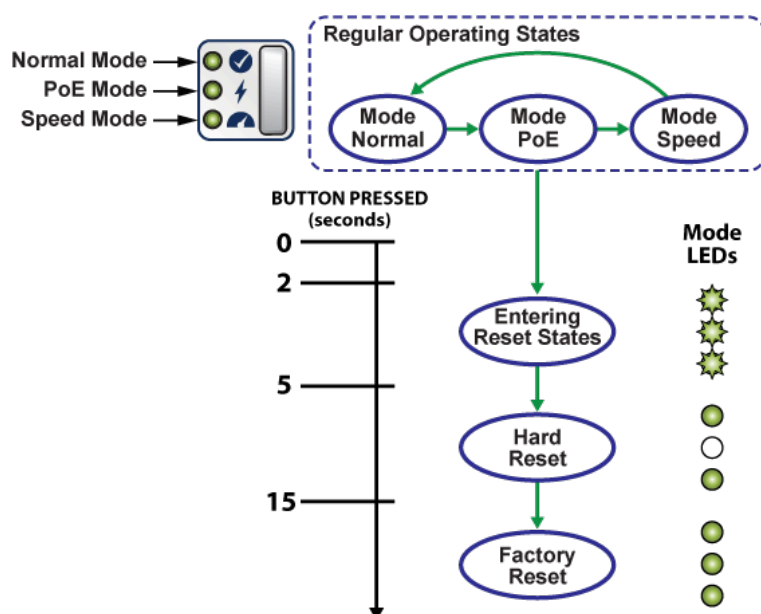 Regular Operating States
Normal Mode
PoE Mode
Speed Mode
Mode
Normal
Mode
PoE
Mode
Speed
BUTTON PRESSED
(seconds)
0
2
5
15
Entering
Reset States
Hard
Reset
Factory
Reset
Mode
LEDs